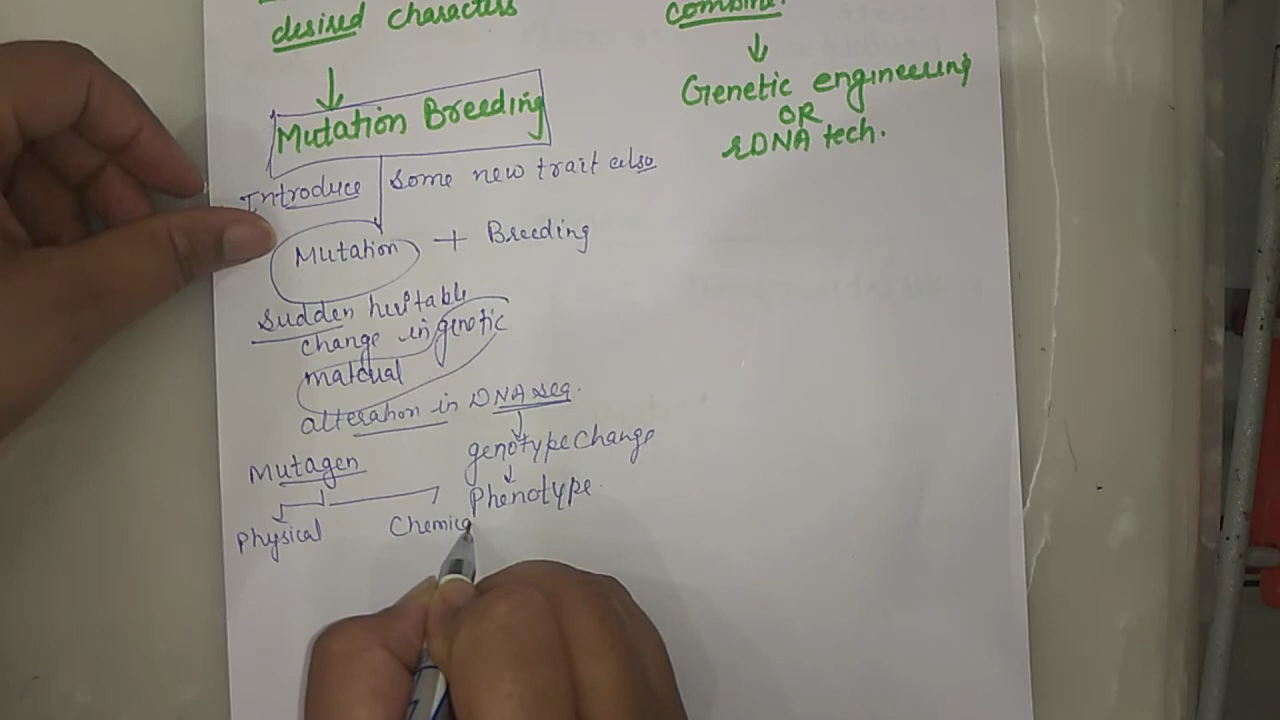 desired characters
Mutation Breeding
Introduce some new trait also
Mutation + Breeding
Sudden heritable
change in genetic
material
alteration in DNA seq.
genotype change
Phenotype.
Mutagen
Physical
Chemica
combine.
Genetic engineering
OR
rDNA tech.